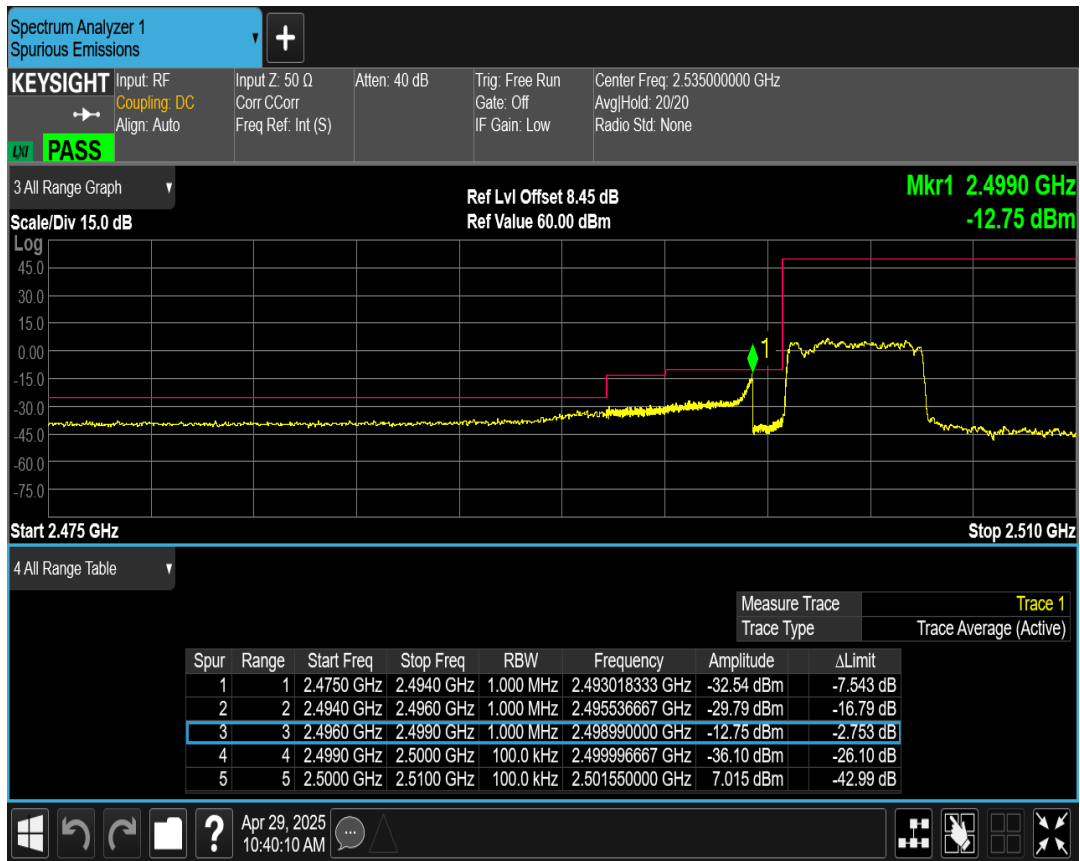 Spectrum Analyzer 1
Spurious Emissions
+
KEYSIGHT
LXI
PASS
Input: RF
Coupling: DC
Align: Auto
Input Z: 50 Ω
Corr CCorr
Freq Ref: Int (S)
Atten: 40 dB
Trig: Free Run
Gate: Off
IF Gain: Low
Center Freq: 2.535000000 GHz
Avg|Hold: 20/20
Radio Std: None
3 All Range Graph
Scale/Div 15.0 dB
Ref Lvl Offset 8.45 dB
Ref Value 60.00 dBm
Mkr1 2.4990 GHz
-12.75 dBm
Log
45.0
30.0
15.0
0.00
-15.0
-30.0
-45.0
-60.0
-75.0
1
Start 2.475 GHz Stop 2.510 GHz
4 All Range Table
Measure Trace Trace 1
Trace Type Trace Average (Active)
Spur Range Start Freq Stop Freq RBW Frequency Amplitude ΔLimit
1 1 2.4750 GHz 2.4940 GHz 1.000 MHz 2.493018333 GHz -32.54 dBm -7.543 dB
2 2 2.4940 GHz 2.4960 GHz 1.000 MHz 2.495536667 GHz -29.79 dBm -16.79 dB
3 3 2.4960 GHz 2.4990 GHz 1.000 MHz 2.498990000 GHz -12.75 dBm -2.753 dB
4 4 2.4990 GHz 2.5000 GHz 100.0 kHz 2.499996667 GHz -36.10 dBm -26.10 dB
5 5 2.5000 GHz 2.5100 GHz 100.0 kHz 2.501550000 GHz 7.015 dBm -42.99 dB
?
Apr 29, 2025
10:40:10 AM